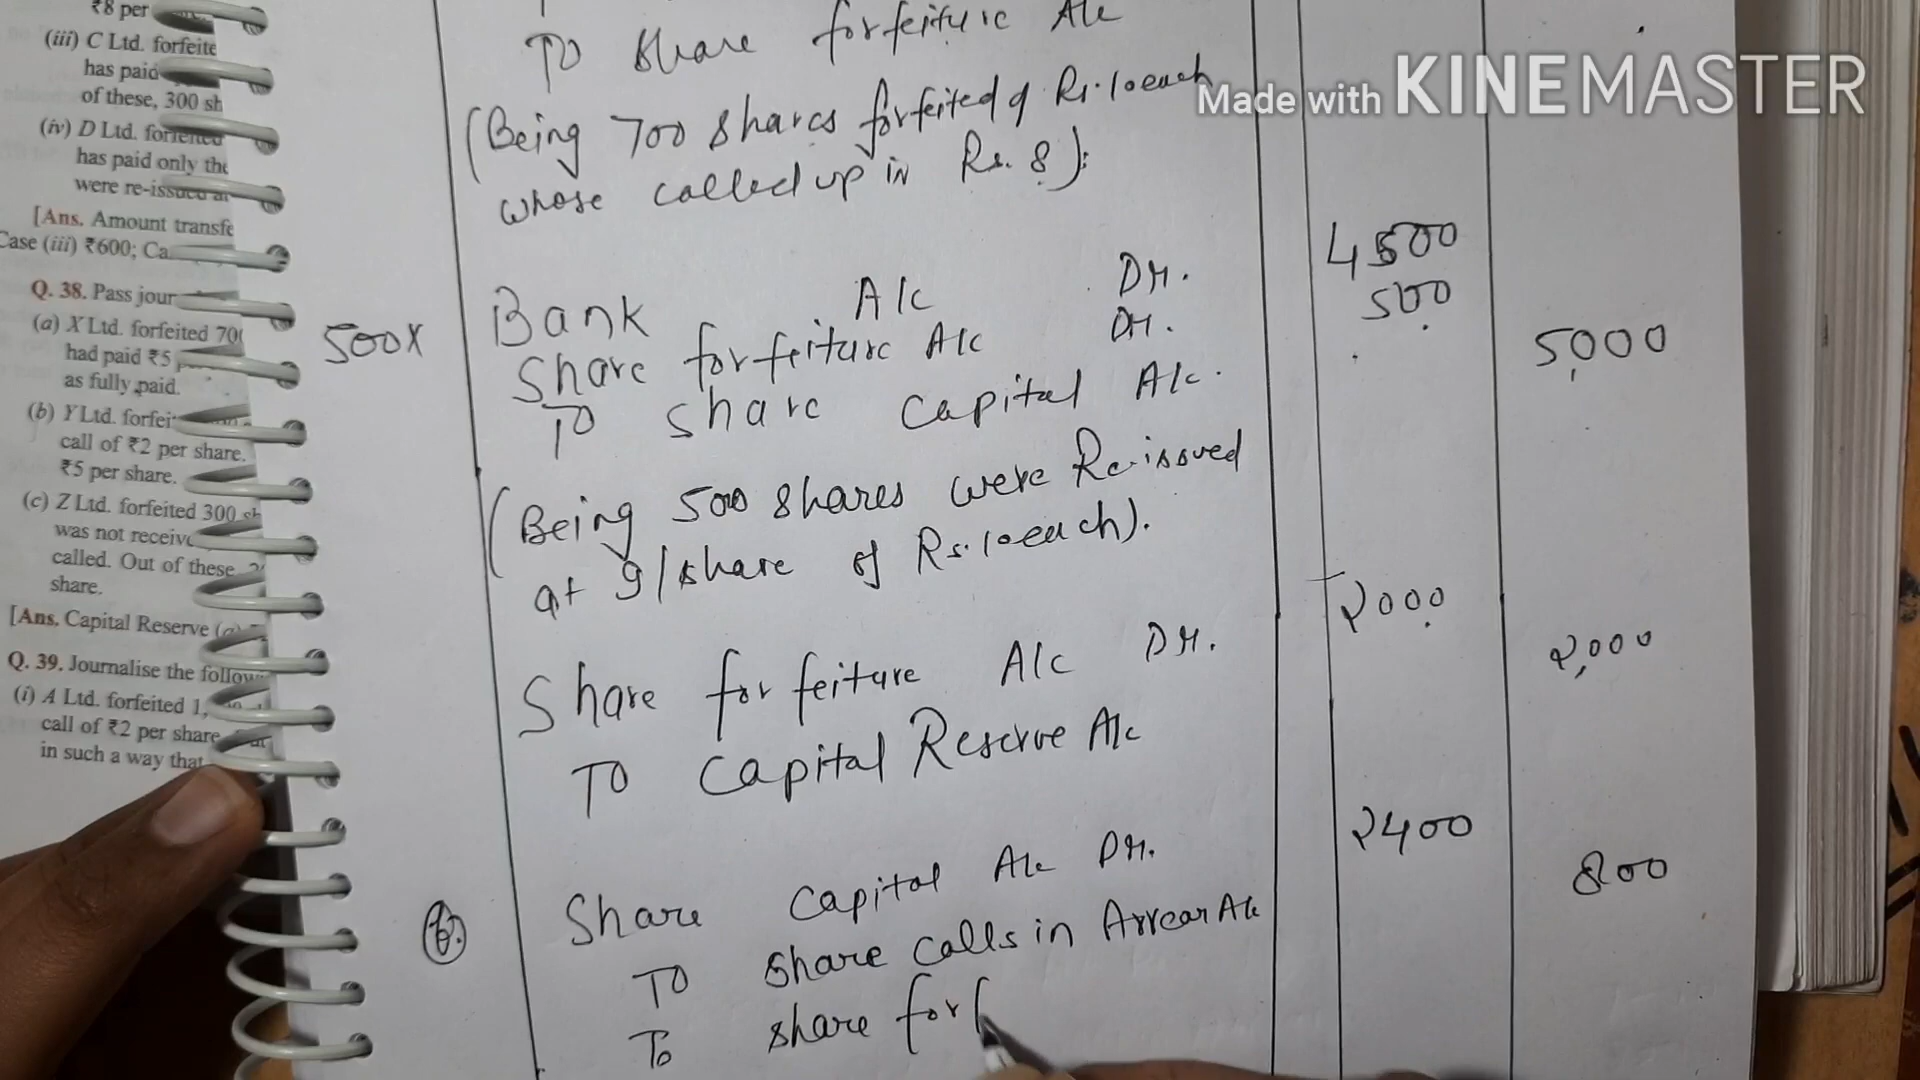 ₹8 per
(iii) C Ltd. forfeite
has paid
of these, 300 sh
(iv) D Ltd. forfeited
has paid only the
were re-issued at
[Ans. Amount transfe
Case (iii) ₹600; Ca
Q. 38. Pass jour
(a) X Ltd. forfeited 70
had paid ₹5 p
as fully paid.
(b) Y Ltd. forfeit
call of ₹2 per share.
₹5 per share.
(c) Z Ltd. forfeited 300 sh
was not receive
called. Out of these
share.
[Ans. Capital Reserve (a)
Q. 39. Journalise the follow
(i) A Ltd. forfeited 1,
call of ₹2 per share
in such a way that
To Share forfeiture A/c
(Being 700 shares forfeited of Rs.10 each
whose called up in Rs. 8).
Bank A/c Dr. 4500
500x Share forfeiture A/c Dr. 500
To share capital A/c. 5,000
(Being 500 shares were Re-issued
at 9/share of Rs.10 each).
Share forfeiture A/c Dr. 2000
To Capital Reserve A/c 2,000
(b.) Share Capital A/c Dr. 2400
To share calls in Arrear A/c 800
To share forf
Made with KINEMASTER